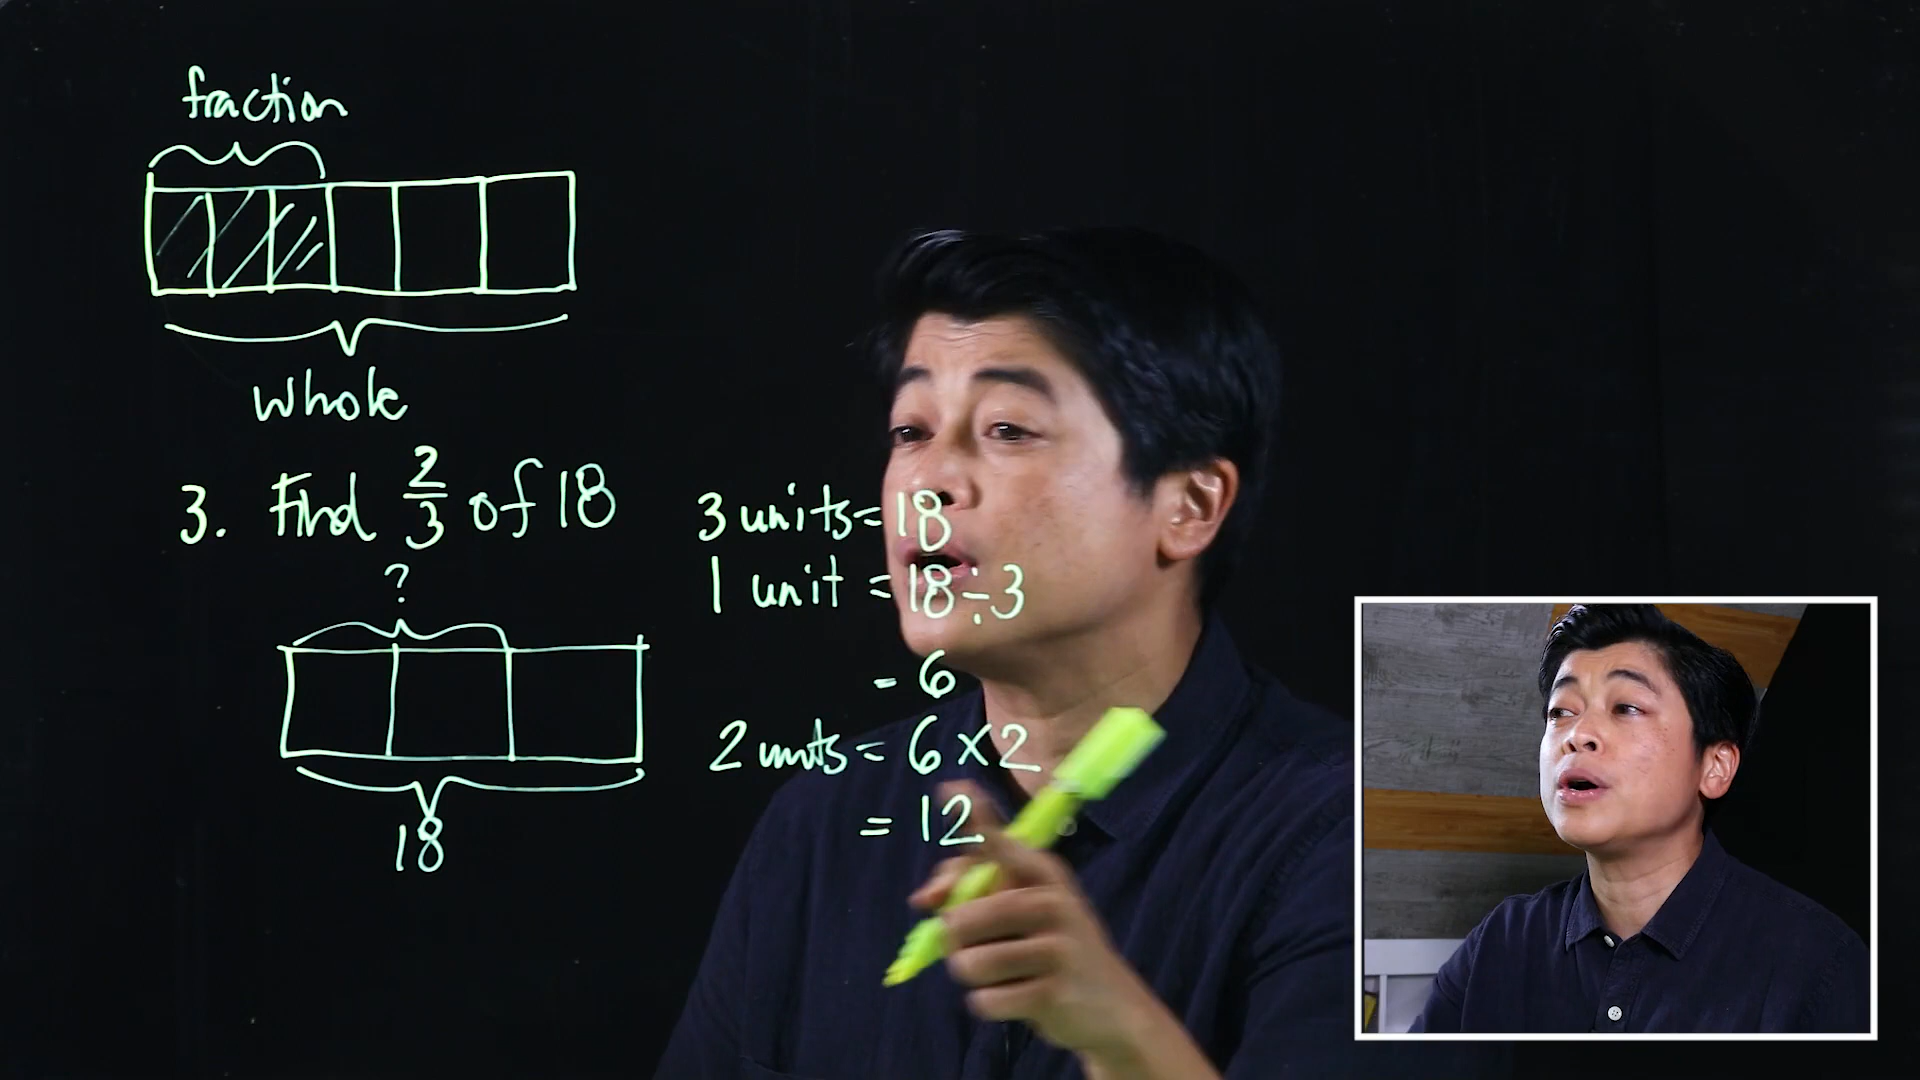 fraction
whole
3. Find 2/3 of 18
?
18
3 units = 18
1 unit = 18 ÷ 3
= 6
2 units = 6 × 2
= 12